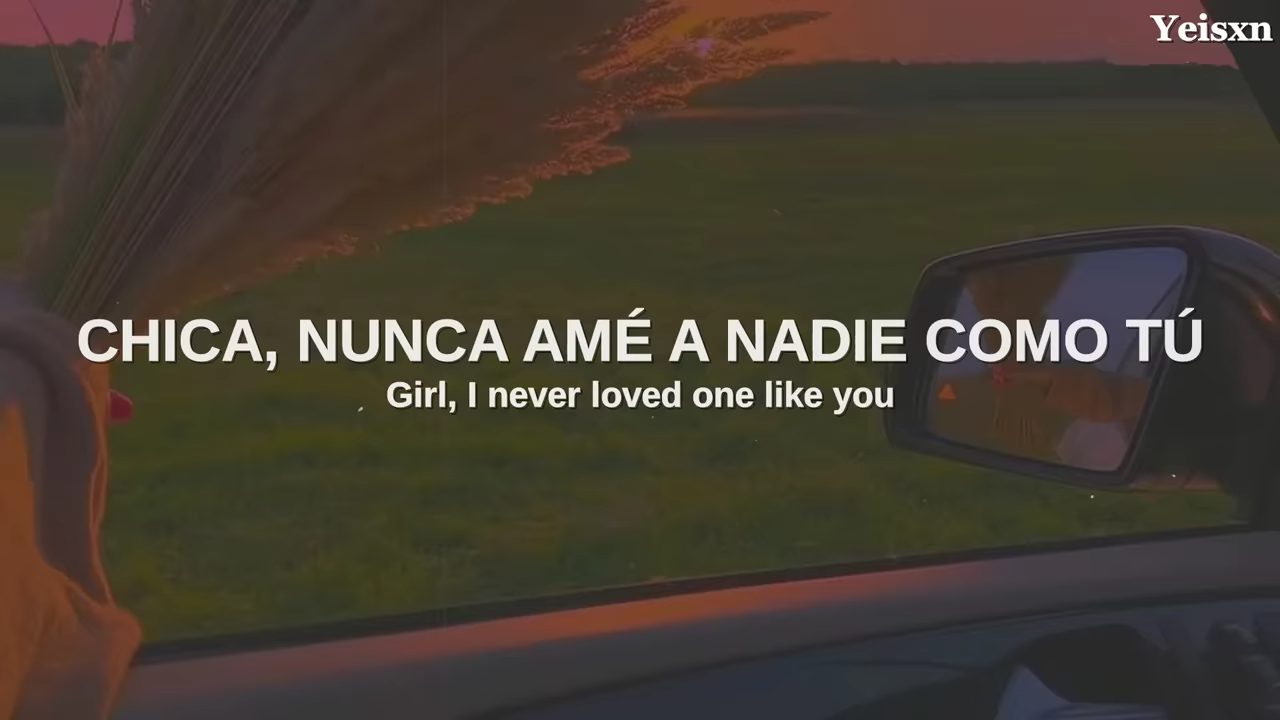 Yeisxn
CHICA, NUNCA AMÉ A NADIE COMO TÚ
Girl, I never loved one like you